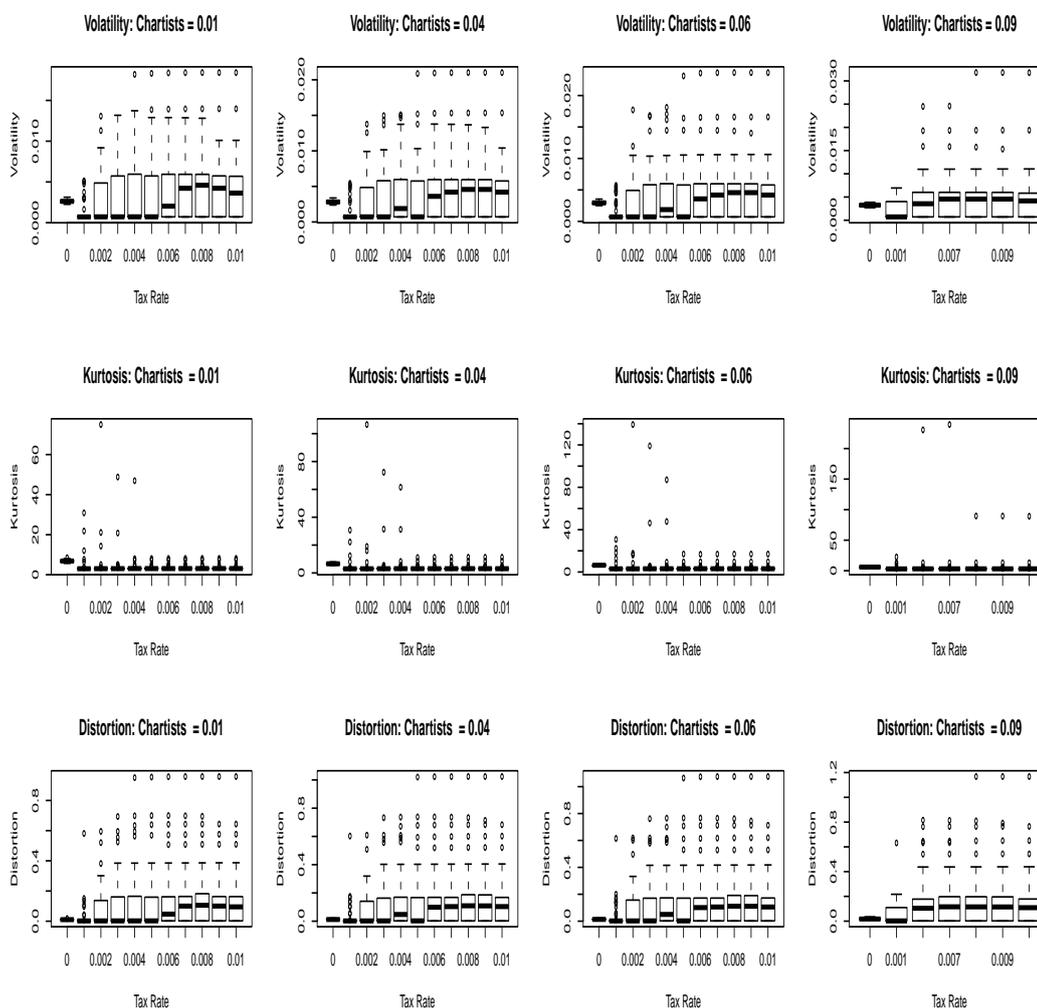 Volatility: Chartists = 0.01
Volatility
0.000
0.010
0
0.002
0.004
0.006
0.008
0.01
Tax Rate
Volatility: Chartists = 0.04
Volatility
0.000
0.010
0.020
0
0.002
0.004
0.006
0.008
0.01
Tax Rate
Volatility: Chartists = 0.06
Volatility
0.000
0.010
0.020
0
0.002
0.004
0.006
0.008
0.01
Tax Rate
Volatility: Chartists = 0.09
Volatility
0.000
0.015
0.030
0
0.001
0.007
0.009
Tax Rate
Kurtosis: Chartists = 0.01
Kurtosis
0
20
40
60
0
0.002
0.004
0.006
0.008
0.01
Tax Rate
Kurtosis: Chartists = 0.04
Kurtosis
0
40
80
0
0.002
0.004
0.006
0.008
0.01
Tax Rate
Kurtosis: Chartists = 0.06
Kurtosis
0
40
80
120
0
0.002
0.004
0.006
0.008
0.01
Tax Rate
Kurtosis: Chartists = 0.09
Kurtosis
0
50
150
0
0.001
0.007
0.009
Tax Rate
Distortion: Chartists = 0.01
Distortion
0.0
0.4
0.8
0
0.002
0.004
0.006
0.008
0.01
Tax Rate
Distortion: Chartists = 0.04
Distortion
0.0
0.4
0.8
0
0.002
0.004
0.006
0.008
0.01
Tax Rate
Distortion: Chartists = 0.06
Distortion
0.0
0.4
0.8
0
0.002
0.004
0.006
0.008
0.01
Tax Rate
Distortion: Chartists = 0.09
Distortion
0.0
0.4
0.8
1.2
0
0.001
0.007
0.009
Tax Rate